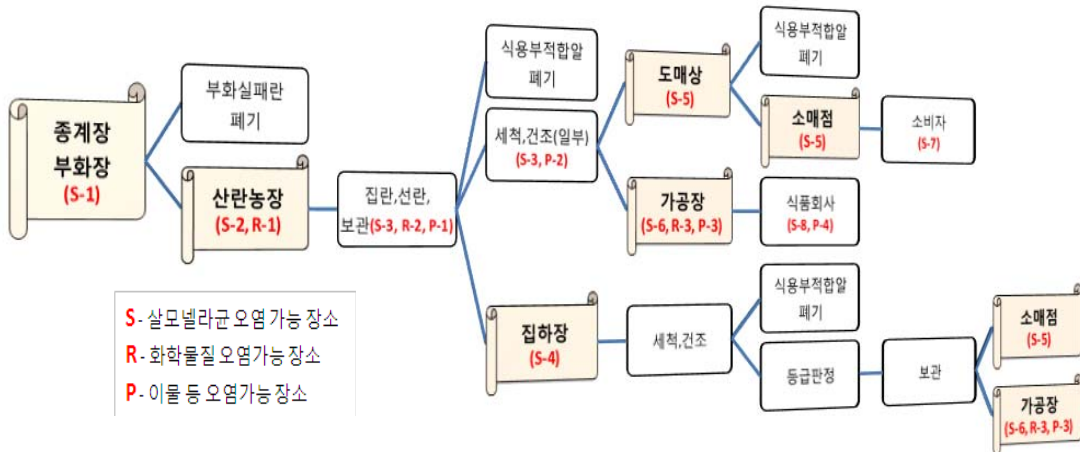 종계장
부화장
(S-1)
부화실패란
폐기
산란농장
(S-2, R-1)
집란,선란,
보관(S-3, R-2, P-1)
식용부적합알
폐기
세척,건조(일부)
(S-3, P-2)
도매상
(S-5)
식용부적합알
폐기
소매점
(S-5)
소비자
(S-7)
가공장
(S-6, R-3, P-3)
식품회사
(S-8, P-4)
집하장
(S-4)
세척,건조
식용부적합알
폐기
등급판정
보관
소매점
(S-5)
가공장
(S-6, R-3, P-3)
S - 살모넬라균 오염 가능 장소
R - 화학물질 오염가능 장소
P - 이물 등 오염가능 장소